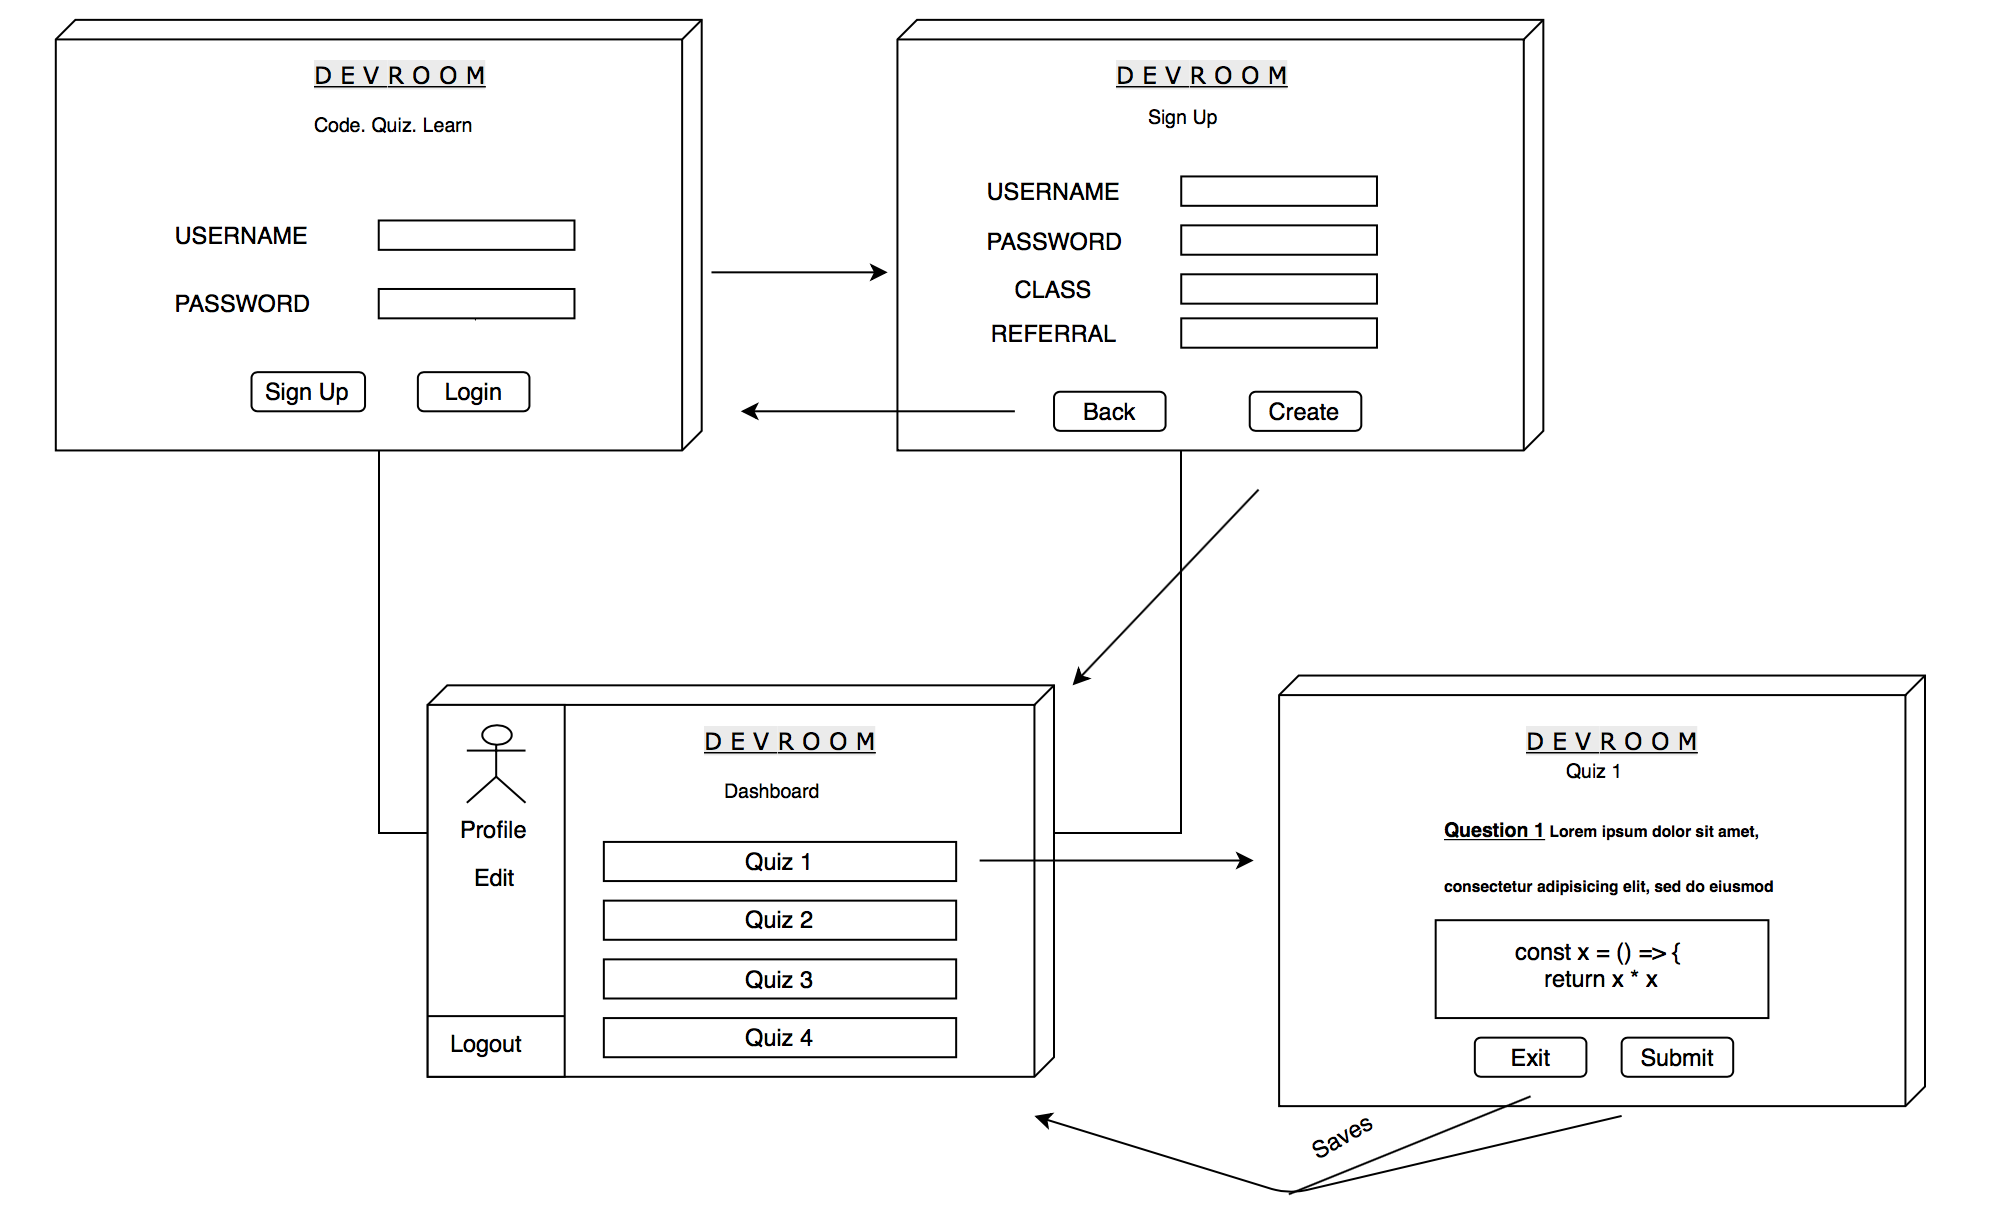 DEVROOM
Code. Quiz. Learn
USERNAME
PASSWORD
Sign Up
Login
DEVROOM
Sign Up
USERNAME
PASSWORD
CLASS
REFERRAL
Back
Create
Profile
Edit
Logout
DEVROOM
Dashboard
Quiz 1
Quiz 2
Quiz 3
Quiz 4
DEVROOM
Quiz 1
Question 1 Lorem ipsum dolor sit amet,
consectetur adipisicing elit, sed do eiusmod
const x = () => {
return x * x
Exit
Submit
Saves